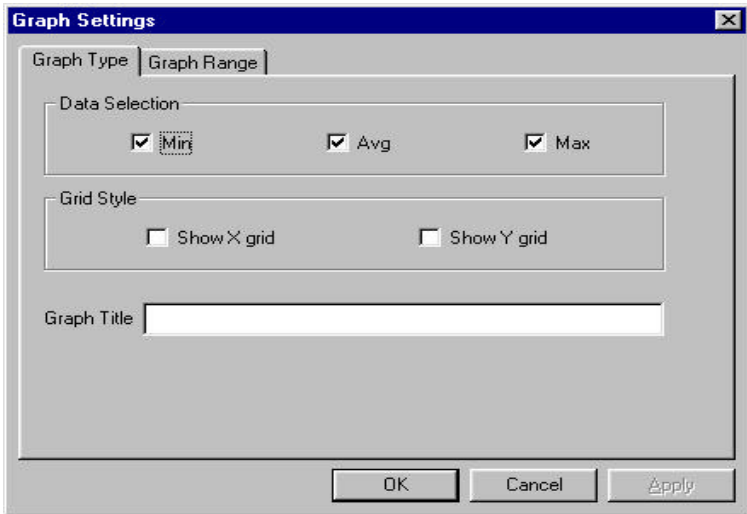 Graph Settings
Graph Type Graph Range
Data Selection
Min Avg Max
Grid Style
Show X grid Show Y grid
Graph Title
OK Cancel Apply